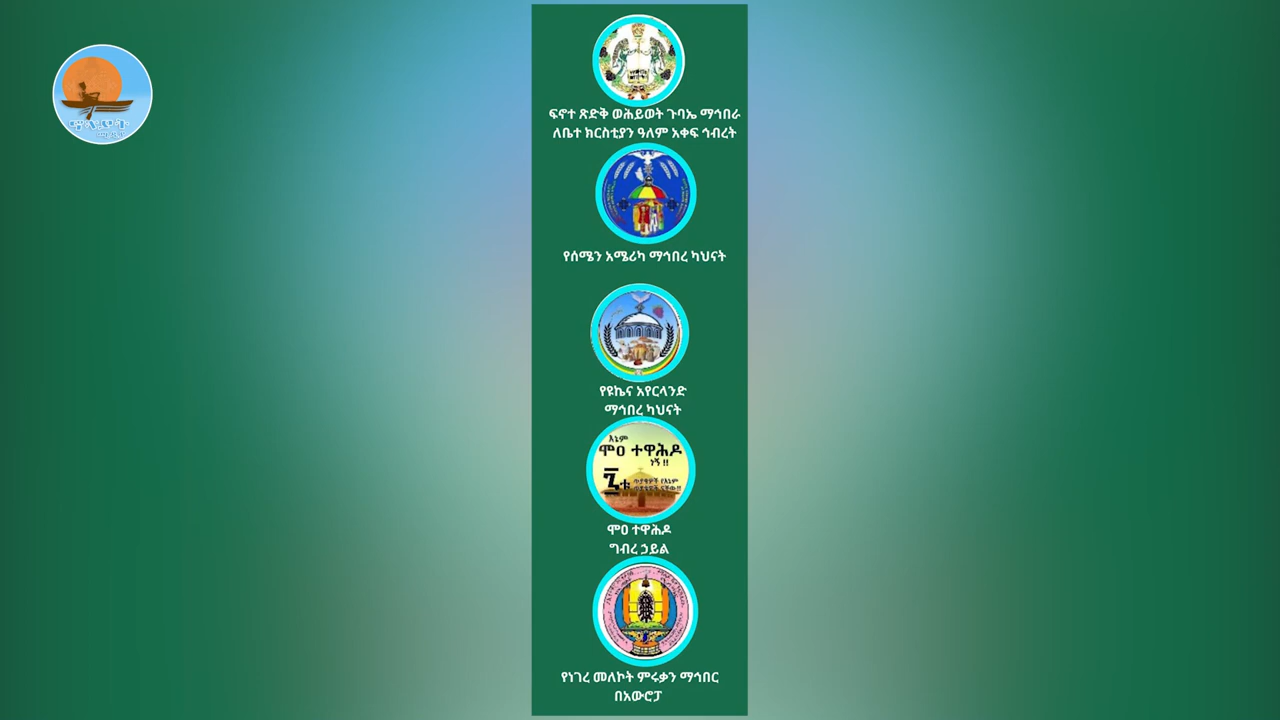 ፍኖተ ጽድቅ ወሕይወት ጉባኤ ማኅበራ
ለቤተ ክርስቲያን ዓለም አቀፍ ኅብረት
የሰሜን አሜሪካ ማኅበረ ካህናት
የዩኬና አየርላንድ
ማኅበረ ካህናት
እኔም
ሞዐ ተዋሕዶ
ነኝ !!
፯ቱ
ሞዐ ተዋሕዶ
ግብረ ኃይል
የነገረ መለኮት ምሩቃን ማኅበር
በአውሮፓ